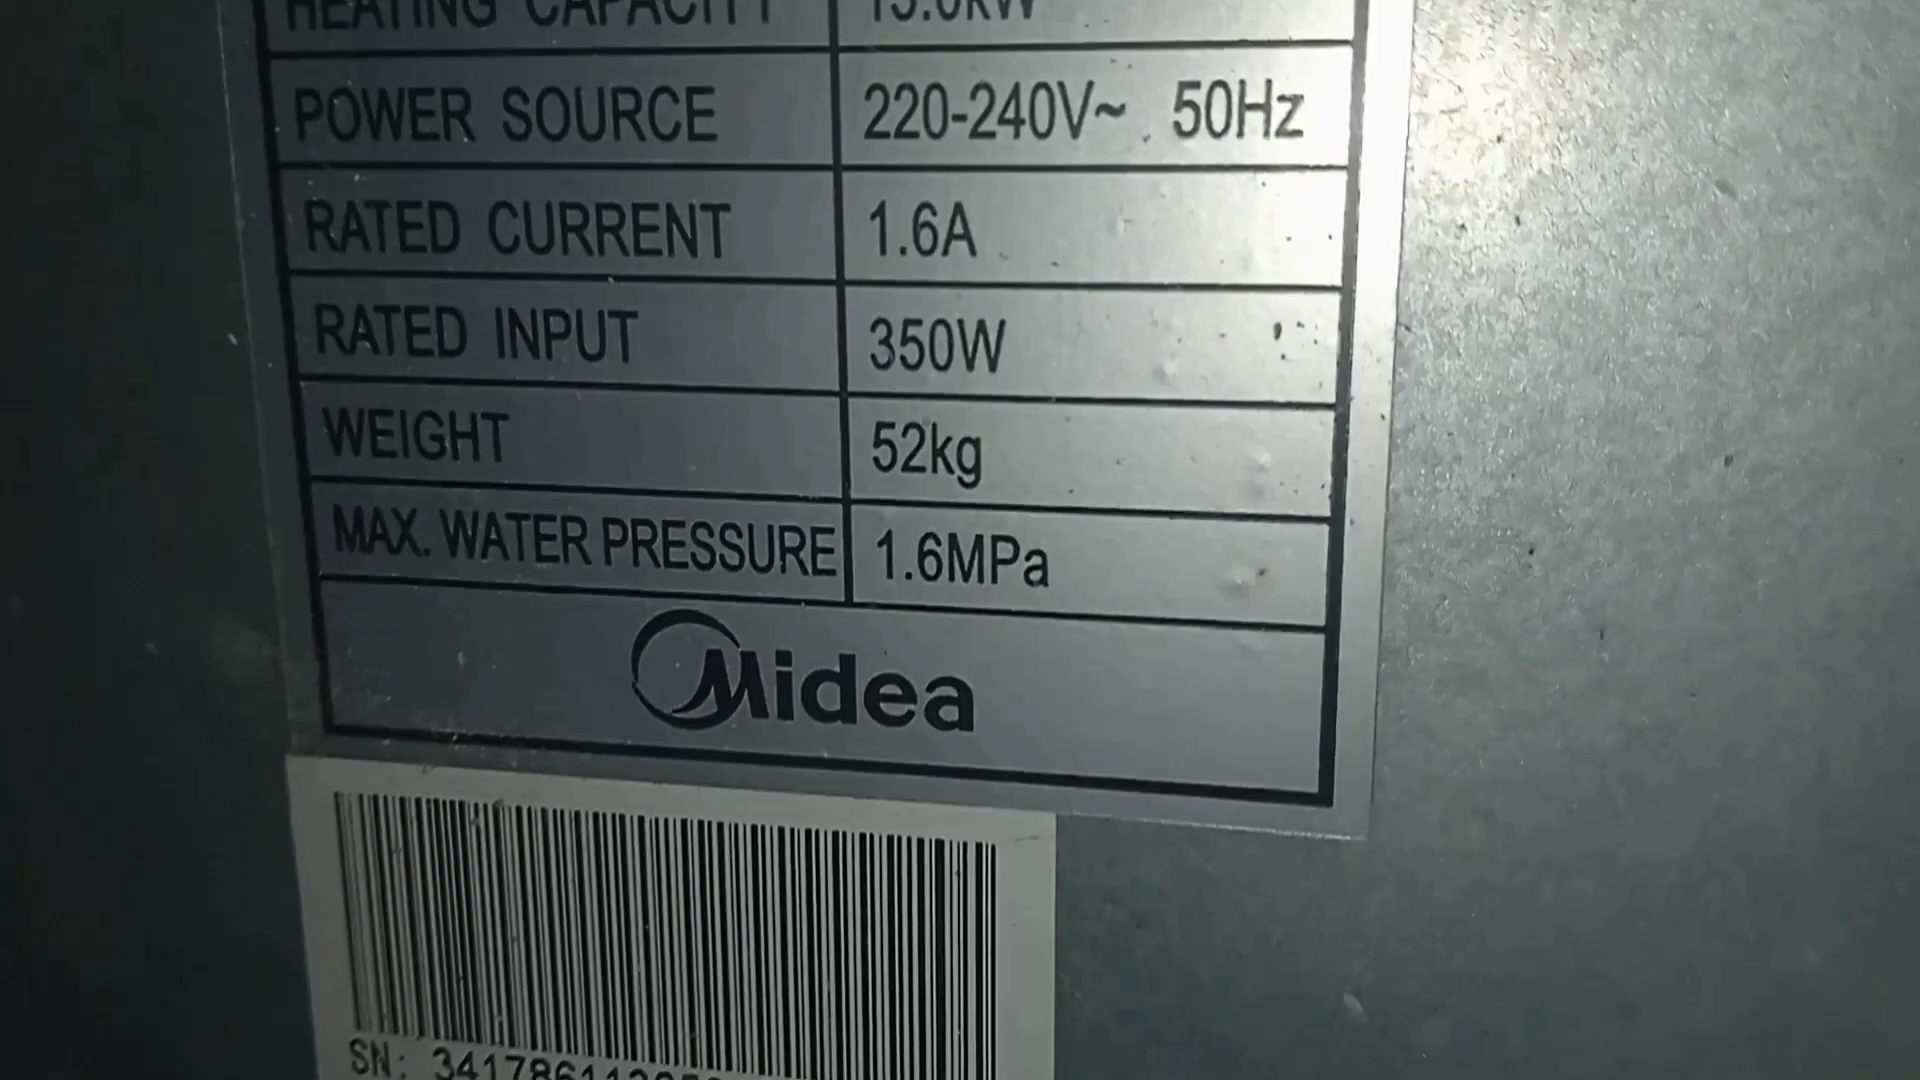 HEATING CAPACITY
POWER SOURCE 220-240V~ 50Hz
RATED CURRENT 1.6A
RATED INPUT 350W
WEIGHT 52kg
MAX. WATER PRESSURE 1.6MPa
Midea
SN: